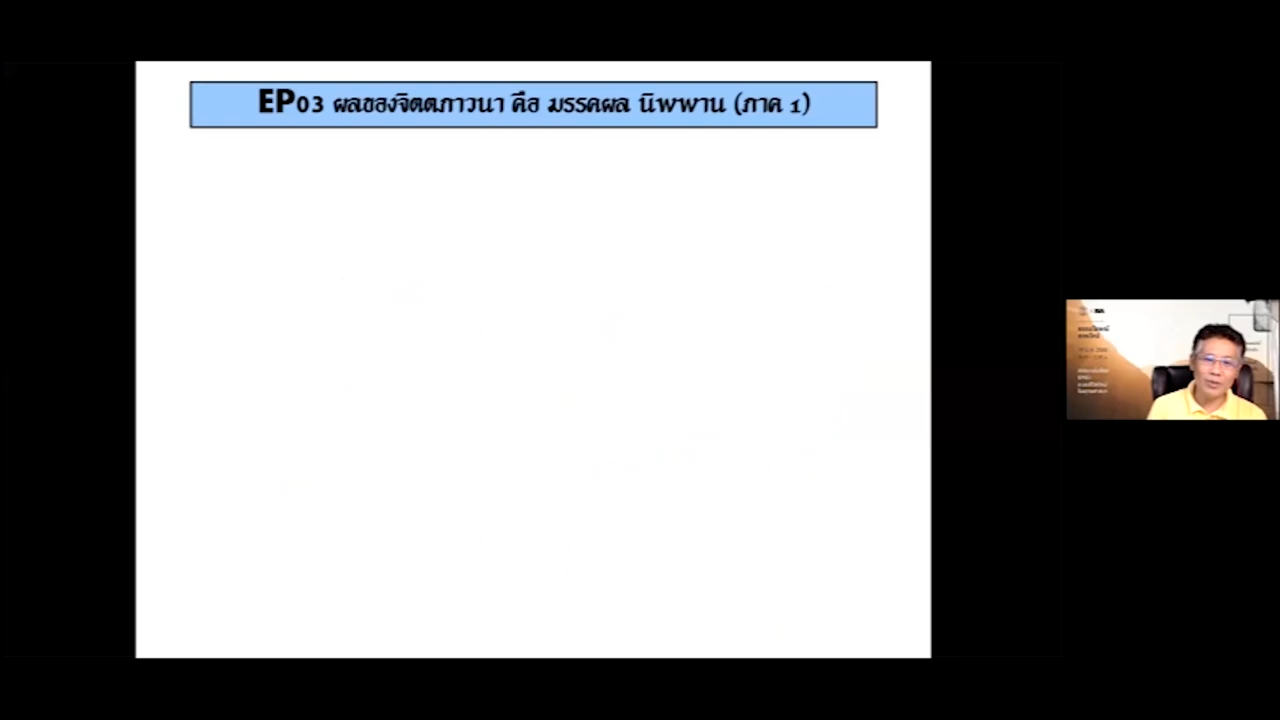 EP03 ผลของจิตตภาวนา คือ มรรคผล นิพพาน (ภาค 1)